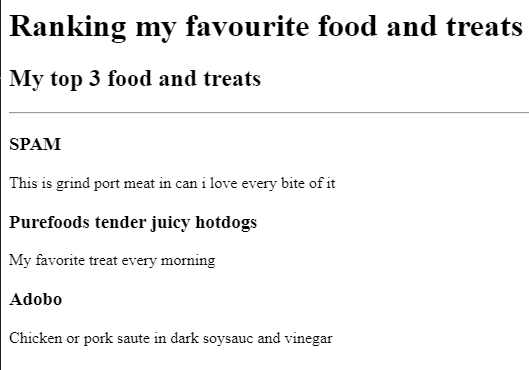 Ranking my favourite food and treats
My top 3 food and treats
SPAM
This is grind port meat in can i love every bite of it
Purefoods tender juicy hotdogs
My favorite treat every morning
Adobo
Chicken or pork saute in dark soysauc and vinegar